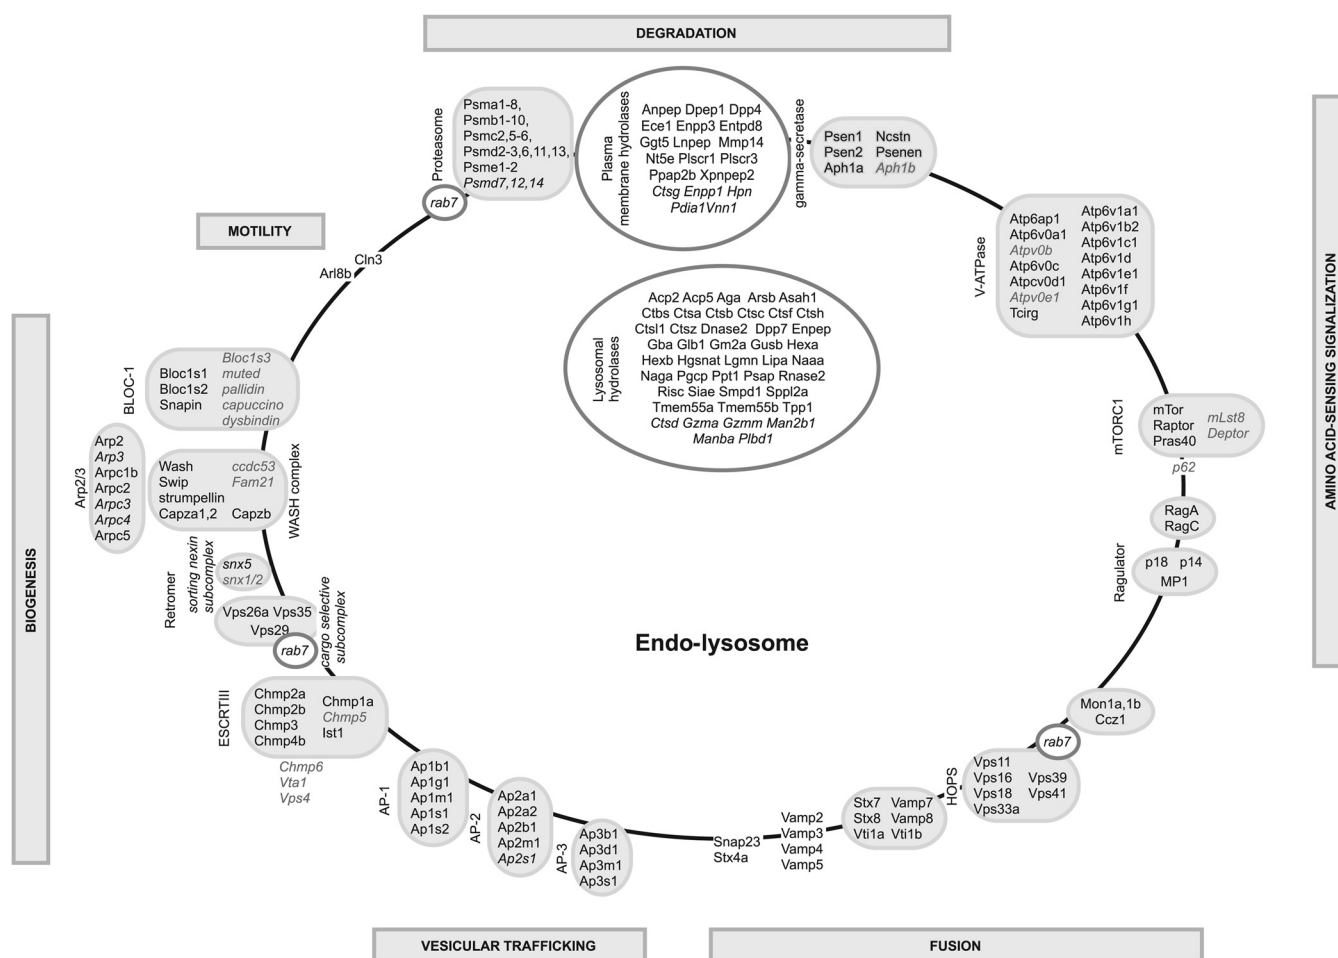 DEGRADATION
Proteasome
Psma1-8,
Psmb1-10,
Psmc2,5-6,
Psmd2-3,6,11,13,
Psme1-2
Psmd7,12,14
rab7
Plasma
membrane hydrolases
Anpep Dpep1 Dpp4
Ece1 Enpp3 Entpd8
Ggt5 Lnpep Mmp14
Nt5e Plscr1 Plscr3
Ppap2b Xpnpep2
Ctsg Enpp1 Hpn
Pdia1Vnn1
gamma-secretase
Psen1 Ncstn
Psen2 Psenen
Aph1a Aph1b
V-ATPase
Atp6ap1
Atp6v0a1
Atpv0b
Atp6v0c
Atpcv0d1
Atpv0e1
Tcirg
Atp6v1a1
Atp6v1b2
Atp6v1c1
Atp6v1d
Atp6v1e1
Atp6v1f
Atp6v1g1
Atp6v1h
AMINO ACID-SENSING SIGNALIZATION
MOTILITY
Cln3
Arl8b
Lysosomal
hydrolases
Acp2 Acp5 Aga Arsb Asah1
Ctbs Ctsa Ctsb Ctsc Ctsf Ctsh
Ctsl1 Ctsz Dnase2 Dpp7 Enpep
Gba Glb1 Gm2a Gusb Hexa
Hexb Hgsnat Lgmn Lipa Naaa
Naga Pgcp Ppt1 Psap Rnase2
Risc Siae Smpd1 Sppl2a
Tmem55a Tmem55b Tpp1
Ctsd Gzma Gzmm Man2b1
Manba Plbd1
mTORC1
mTor
Raptor
Pras40
mLst8
Deptor
p62
RagA
RagC
Ragulator
p18 p14
MP1
BIOGENESIS
BLOC-1
Bloc1s1
Bloc1s2
Snapin
Bloc1s3
muted
pallidin
capuccino
dysbindin
Arp2/3
Arp2
Arp3
Arpc1b
Arpc2
Arpc3
Arpc4
Arpc5
Wash
Swip
strumpellin
Capza1,2
ccdc53
Fam21
Capzb
WASH complex
Retromer
sorting nexin
subcomplex
snx5
snx1/2
Vps26a Vps35
Vps29
cargo selective
subcomplex
rab7
Endo-lysosome
ESCRTIII
Chmp2a
Chmp2b
Chmp3
Chmp4b
Chmp1a
Chmp5
Ist1
Chmp6
Vta1
Vps4
AP-1
Ap1b1
Ap1g1
Ap1m1
Ap1s1
Ap1s2
AP-2
Ap2a1
Ap2a2
Ap2b1
Ap2m1
Ap2s1
AP-3
Ap3b1
Ap3d1
Ap3m1
Ap3s1
Snap23
Stx4a
Vamp2
Vamp3
Vamp4
Vamp5
Stx7 Vamp7
Stx8 Vamp8
Vti1a Vti1b
HOPS
Vps11
Vps16
Vps18
Vps33a
Vps39
Vps41
rab7
Mon1a,1b
Ccz1
VESICULAR TRAFFICKING
FUSION